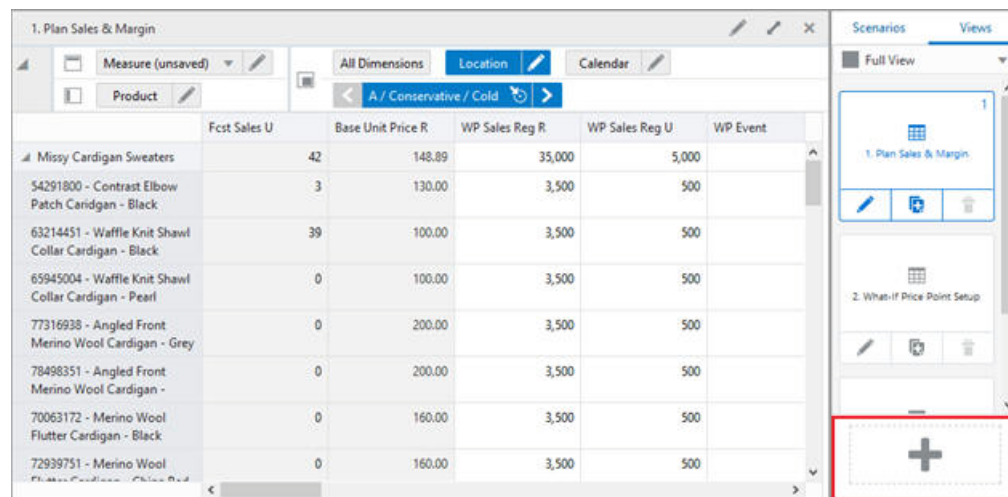 1. Plan Sales & Margin
Scenarios Views
Measure (unsaved) All Dimensions Location Calendar
Full View
Product A / Conservative / Cold
Fcst Sales U Base Unit Price R WP Sales Reg R WP Sales Reg U WP Event
1
1. Plan Sales & Margin
Missy Cardigan Sweaters 42 148.89 35,000 5,000
54291800 - Contrast Elbow 3 130.00 3,500 500
Patch Caridgan - Black
63214451 - Waffle Knit Shawl 39 100.00 3,500 500
Collar Cardigan - Black
65945004 - Waffle Knit Shawl 0 100.00 3,500 500
Collar Cardigan - Pearl
2. What-If Price Point Setup
77316938 - Angled Front 0 200.00 3,500 500
Merino Wool Cardigan - Grey
78498351 - Angled Front 0 200.00 3,500 500
Merino Wool Cardigan -
70063172 - Merino Wool 0 160.00 3,500 500
Flutter Cardigan - Black
72939751 - Merino Wool 0 160.00 3,500 500